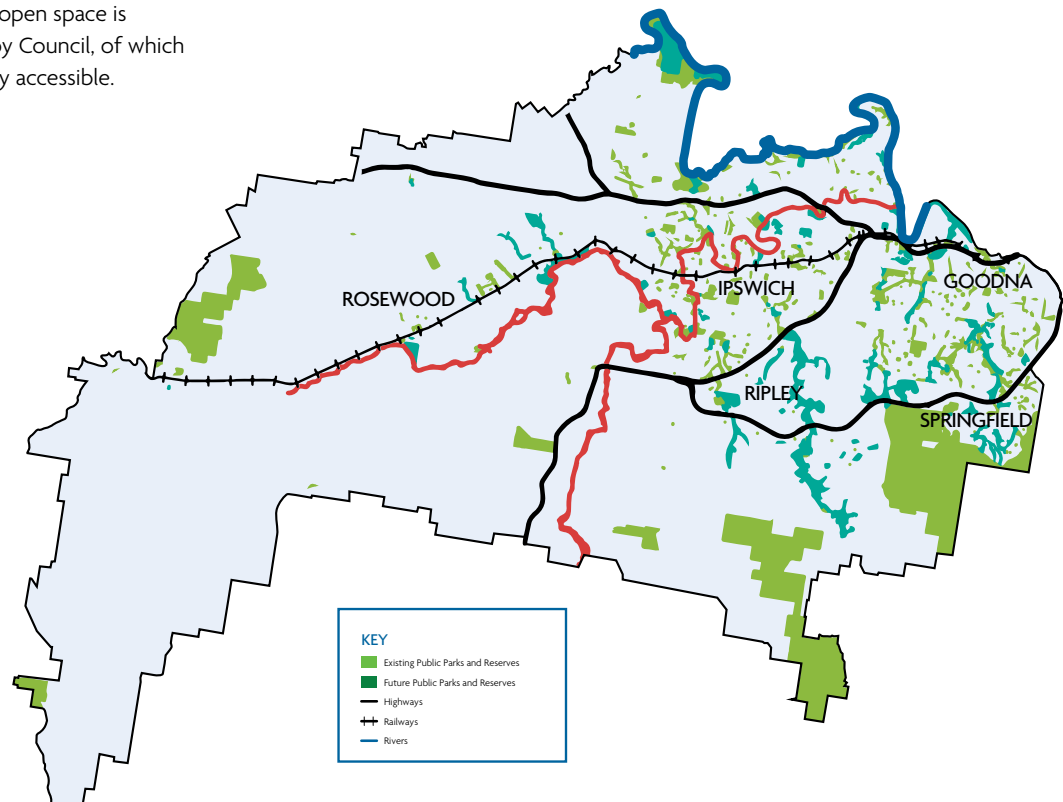 open space is
by Council, of which
y accessible.
ROSEWOOD
IPSWICH
GOODNA
RIPLEY
SPRINGFIELD
KEY
Existing Public Parks and Reserves
Future Public Parks and Reserves
Highways
Railways
Rivers